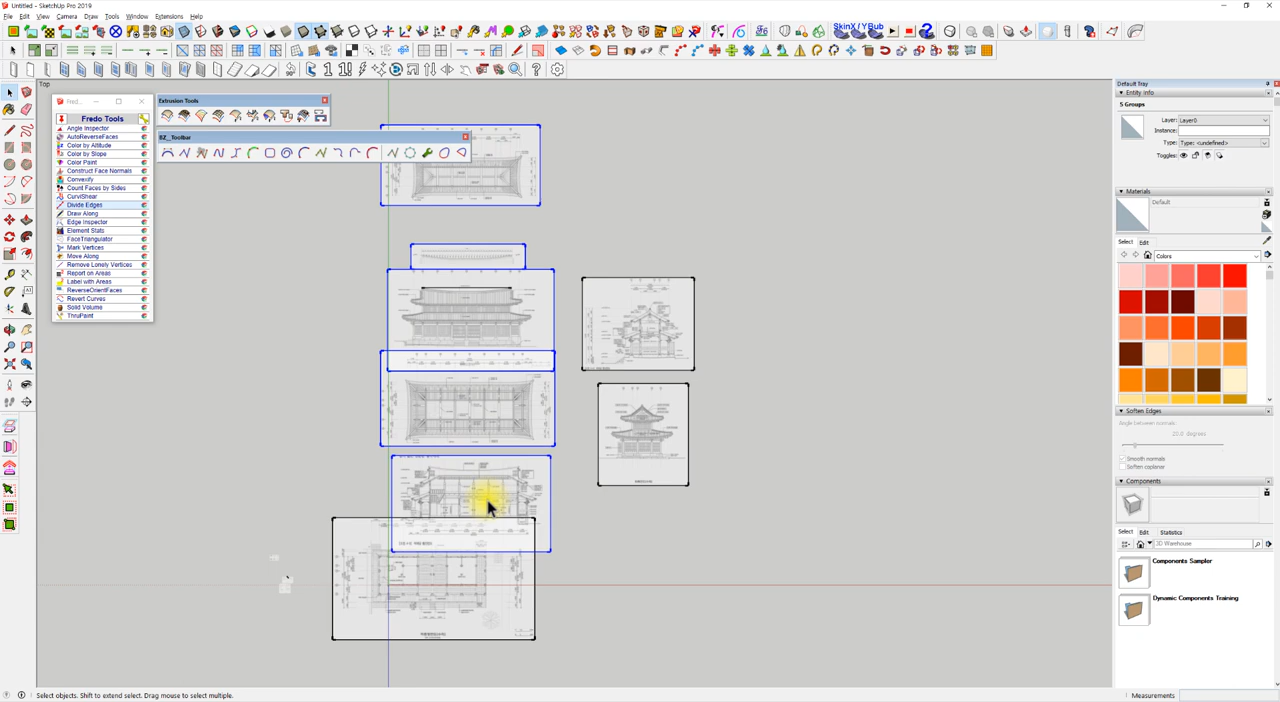 Untitled - SketchUp Pro 2019
File Edit View Camera Draw Tools Window Extensions Help
SkinX/YBub
Top
Fred...
Fredo Tools
Angle Inspector
AutoReverseFaces
Color by Altitude
Color by Slope
Color Paint
Construct Face Normals
Convexify
Count Faces by Sides
CurviShear
Divide Edges
Draw Along
Edge Inspector
Element Stats
FaceTriangulator
Mark Vertices
Move Along
Remove Lonely Vertices
Report on Areas
Label with Areas
ReverseOrientFaces
Revert Curves
Solid Volume
ThruPaint
Extrusion Tools
BZ__Toolbar
Default Tray
Entity Info
5 Groups
Layer: Layer0
Instance:
Type: Type: <undefined>
Toggles:
Materials
Default
Select Edit
Colors
Soften Edges
Angle between normals:
20.0 degrees
Smooth normals
Soften coplanar
Components
Select Edit Statistics
3D Warehouse
Components Sampler
Dynamic Components Training
Select objects. Shift to extend select. Drag mouse to select multiple.
Measurements